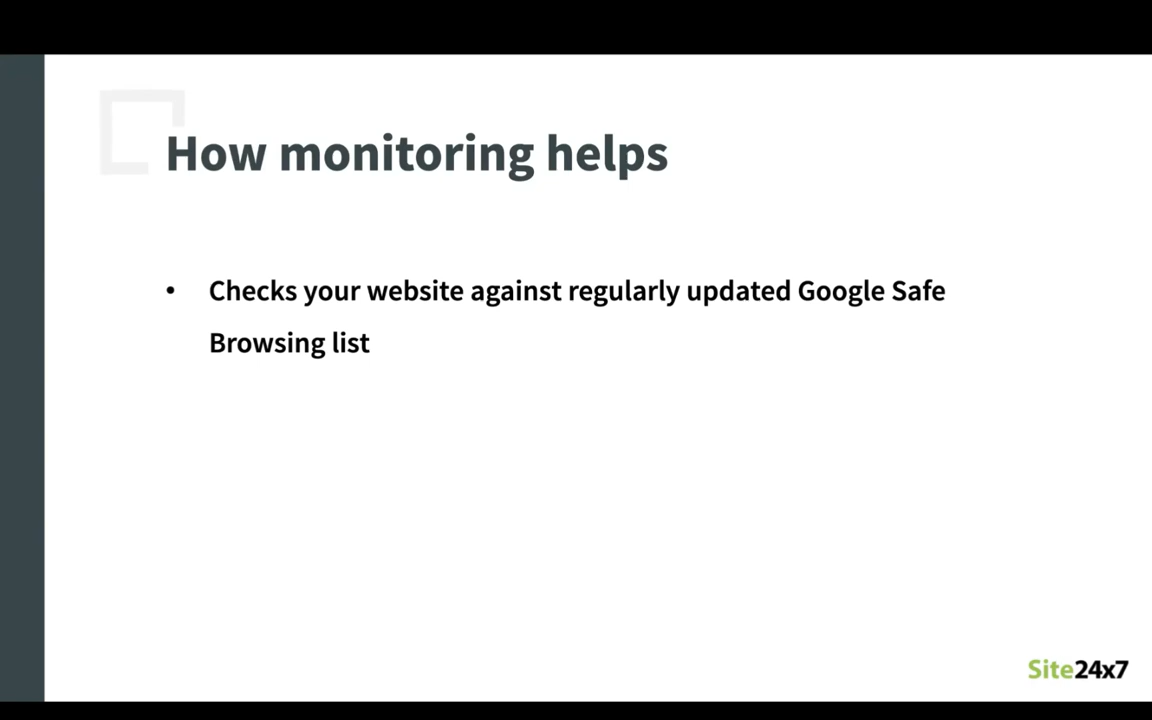 How monitoring helps
• Checks your website against regularly updated Google Safe
Browsing list
Site24x7